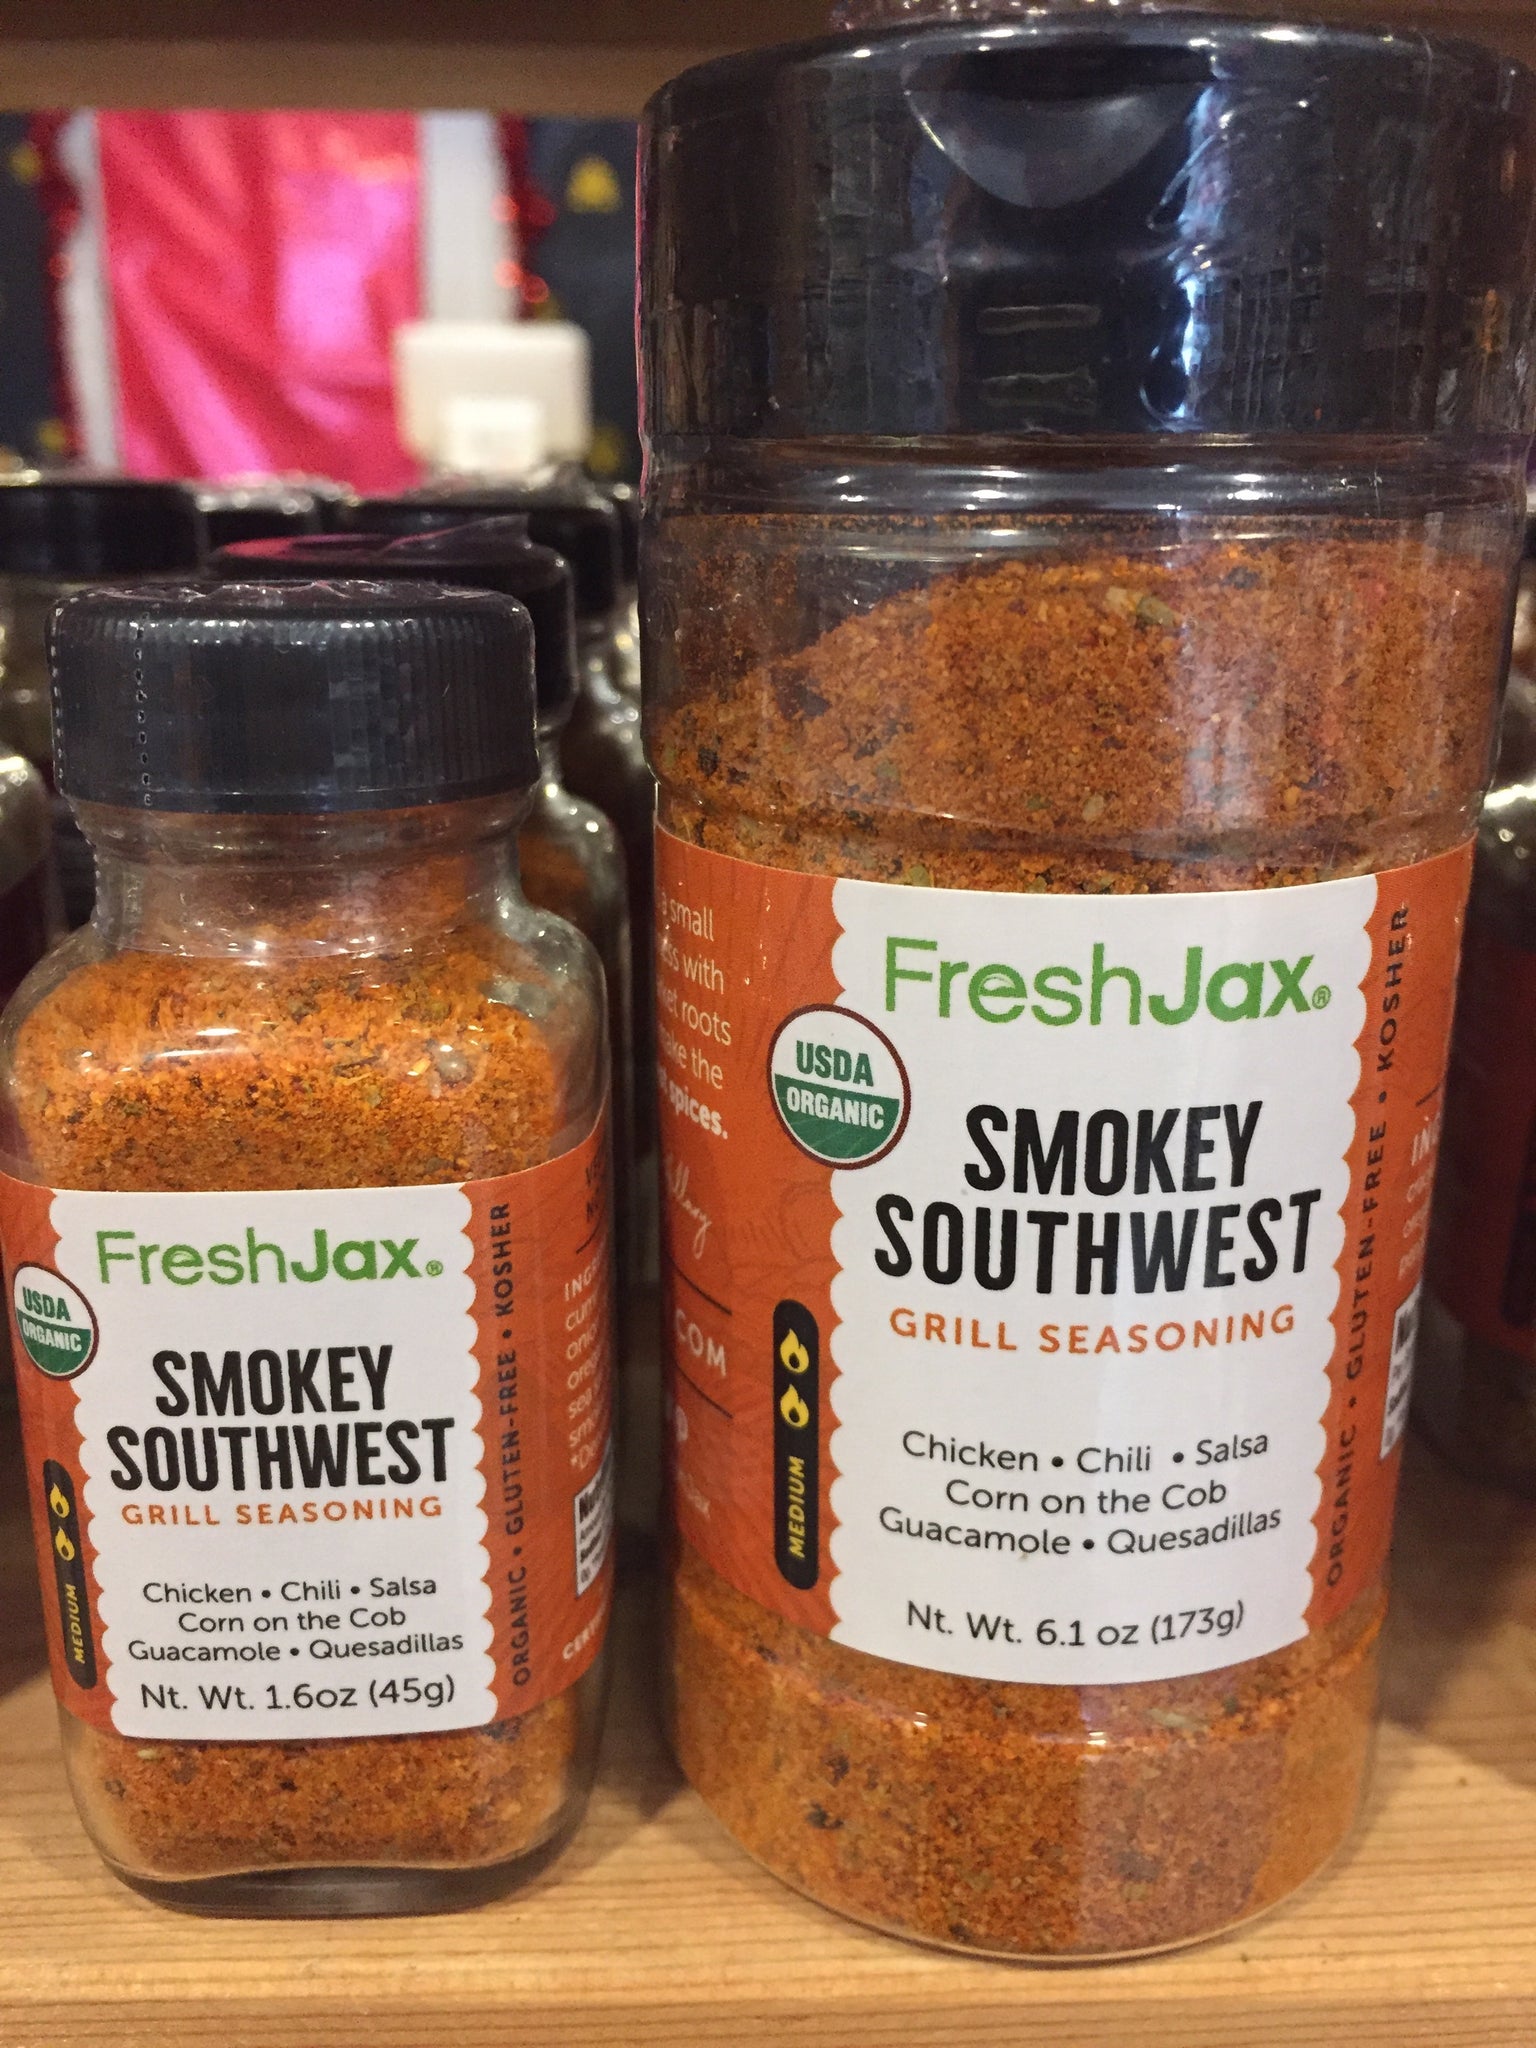 FreshJax®
USDA
ORGANIC
SMOKEY
SOUTHWEST
GRILL SEASONING
MEDIUM
Chicken • Chili • Salsa
Corn on the Cob
Guacamole • Quesadillas
Nt. Wt. 1.6oz (45g)
ORGANIC • GLUTEN-FREE • KOSHER
a small
with
roots
the
spices.
.COM
FreshJax®
USDA
ORGANIC
SMOKEY
SOUTHWEST
GRILL SEASONING
MEDIUM
Chicken • Chili • Salsa
Corn on the Cob
Guacamole • Quesadillas
Nt. Wt. 6.1 oz (173g)
ORGANIC • GLUTEN-FREE • KOSHER